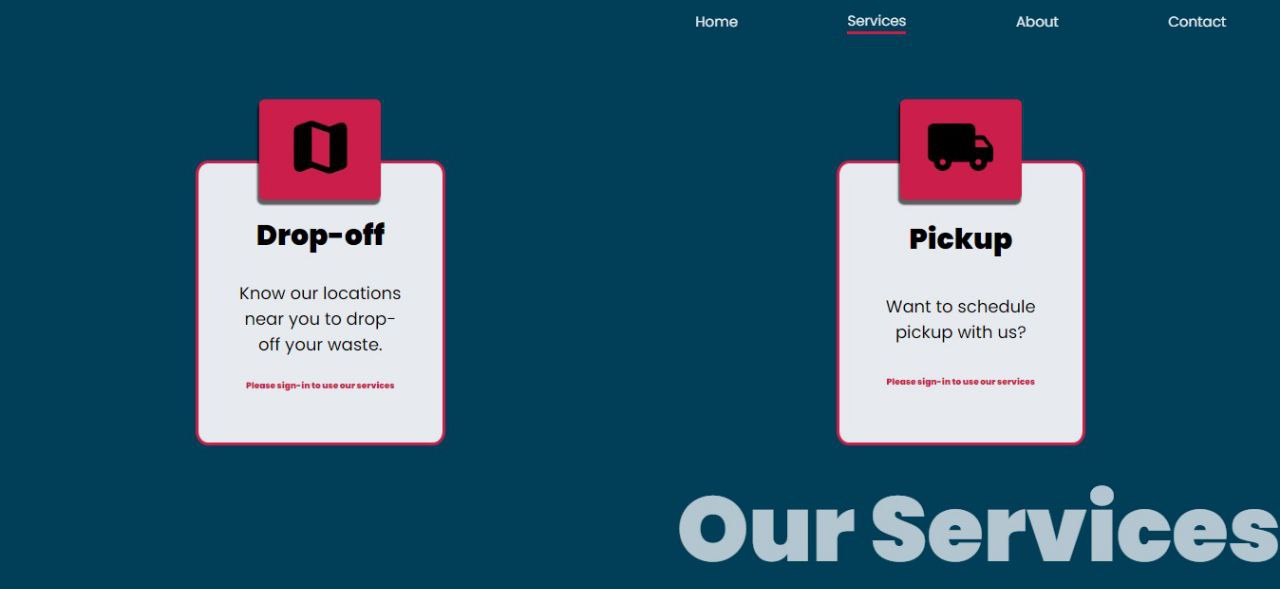 Home Services About Contact
Drop-off
Know our locations
near you to drop-
off your waste.
Please sign-in to use our services
Pickup
Want to schedule
pickup with us?
Please sign-in to use our services
Our Services